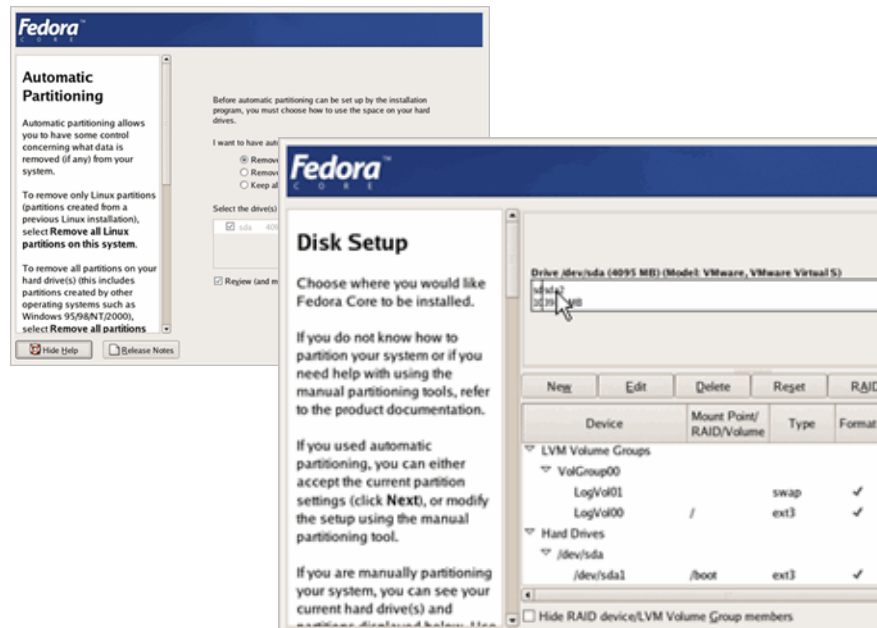 Fedora™
CORE
Automatic
Partitioning
Automatic partitioning allows
you to have some control
concerning what data is
removed (if any) from your
system.
To remove only Linux partitions
(partitions created from a
previous Linux installation),
select Remove all Linux
partitions on this system.
To remove all partitions on your
hard drive(s) (this includes
partitions created by other
operating systems such as
Windows 95/98/NT/2000),
select Remove all partitions
Hide Help
Release Notes
Before automatic partitioning can be set up by the installation
program, you must choose how to use the space on your hard
drives.
I want to have
Remov
Remov
Keep al
Select the drive(s)
sda
Review (and m
Fedora™
CORE
Disk Setup
Choose where you would like
Fedora Core to be installed.
If you do not know how to
partition your system or if you
need help with using the
manual partitioning tools, refer
to the product documentation.
If you used automatic
partitioning, you can either
accept the current partition
settings (click Next), or modify
the setup using the manual
partitioning tool.
If you are manually partitioning
your system, you can see your
current hard drive(s) and
partitions displayed below. Use
Drive /dev/sda (4095 MB) (Model: VMware, VMware Virtual S)
sda2
MB
New Edit Delete Reset RAID
Device Mount Point/ RAID/Volume Type Format
LVM Volume Groups
VolGroup00
LogVol01 swap ✓
LogVol00 / ext3 ✓
Hard Drives
/dev/sda
/dev/sda1 /boot ext3 ✓
Hide RAID device/LVM Volume Group members